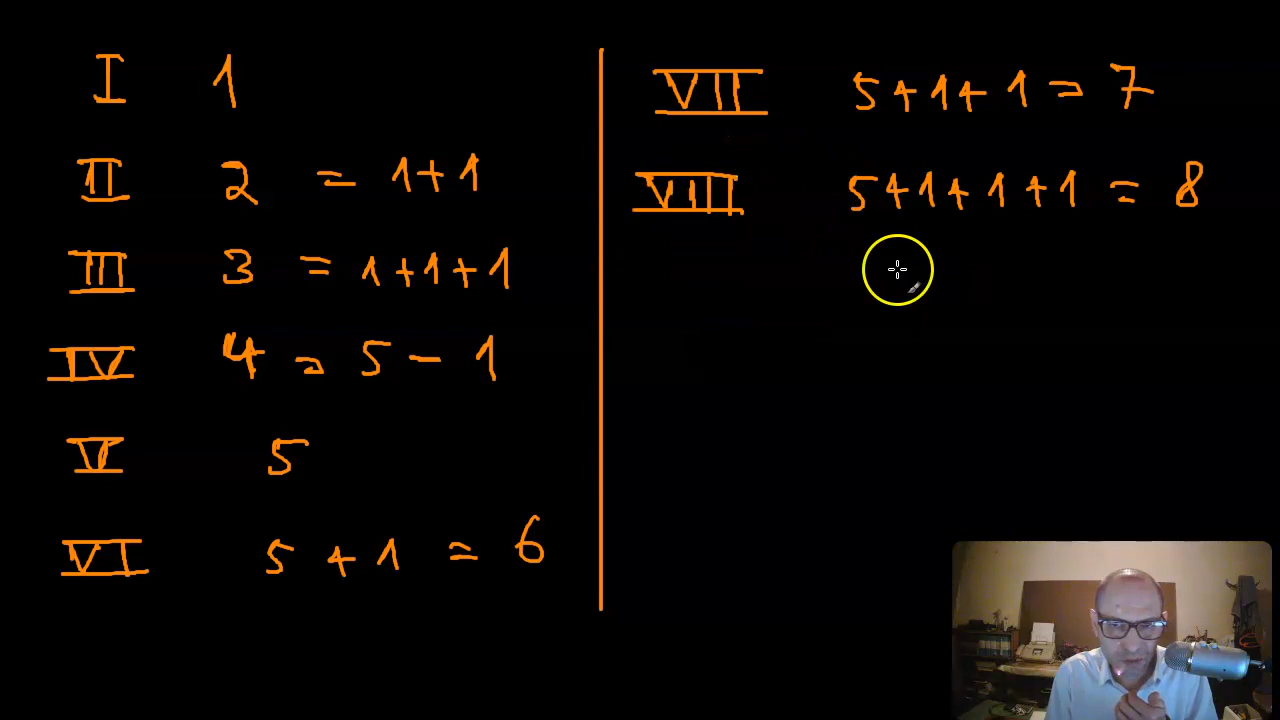 I 1
II 2 = 1+1
III 3 = 1+1+1
IV 4 = 5 - 1
V 5
VI 5 + 1 = 6
VII 5+1+1 = 7
VIII 5+1+1+1 = 8